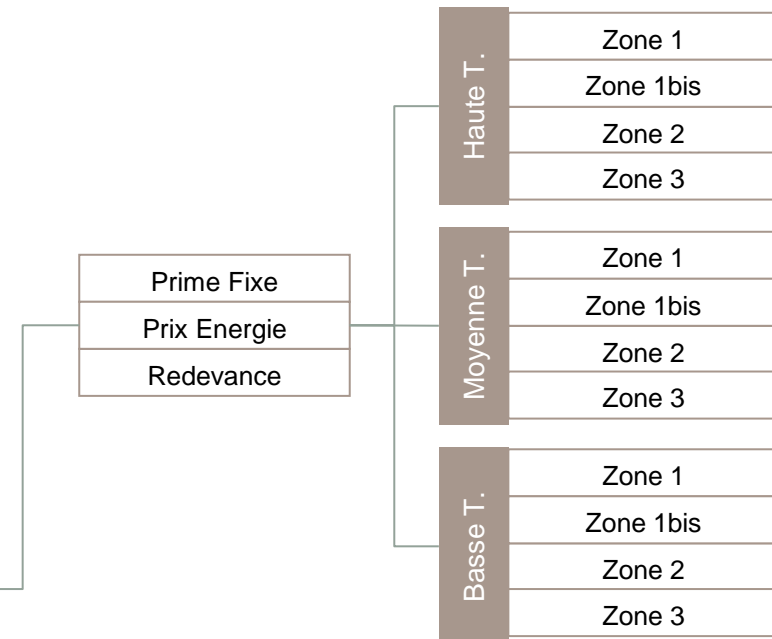 Prime Fixe
Prix Energie
Redevance
Haute T.
Zone 1
Zone 1bis
Zone 2
Zone 3
Moyenne T.
Zone 1
Zone 1bis
Zone 2
Zone 3
Basse T.
Zone 1
Zone 1bis
Zone 2
Zone 3